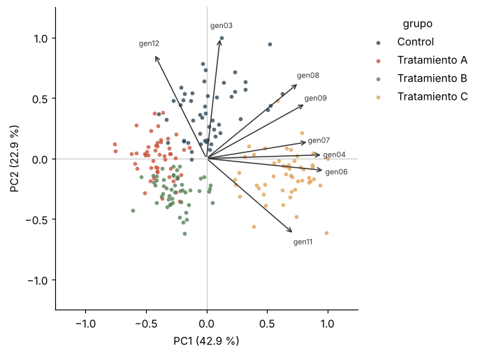 grupo
Control
Tratamiento A
Tratamiento B
Tratamiento C
PC2 (22.9 %)
1.0
0.5
0.0
−0.5
−1.0
gen03
gen12
gen08
gen09
gen07
gen04
gen06
gen11
−1.0 −0.5 0.0 0.5 1.0
PC1 (42.9 %)